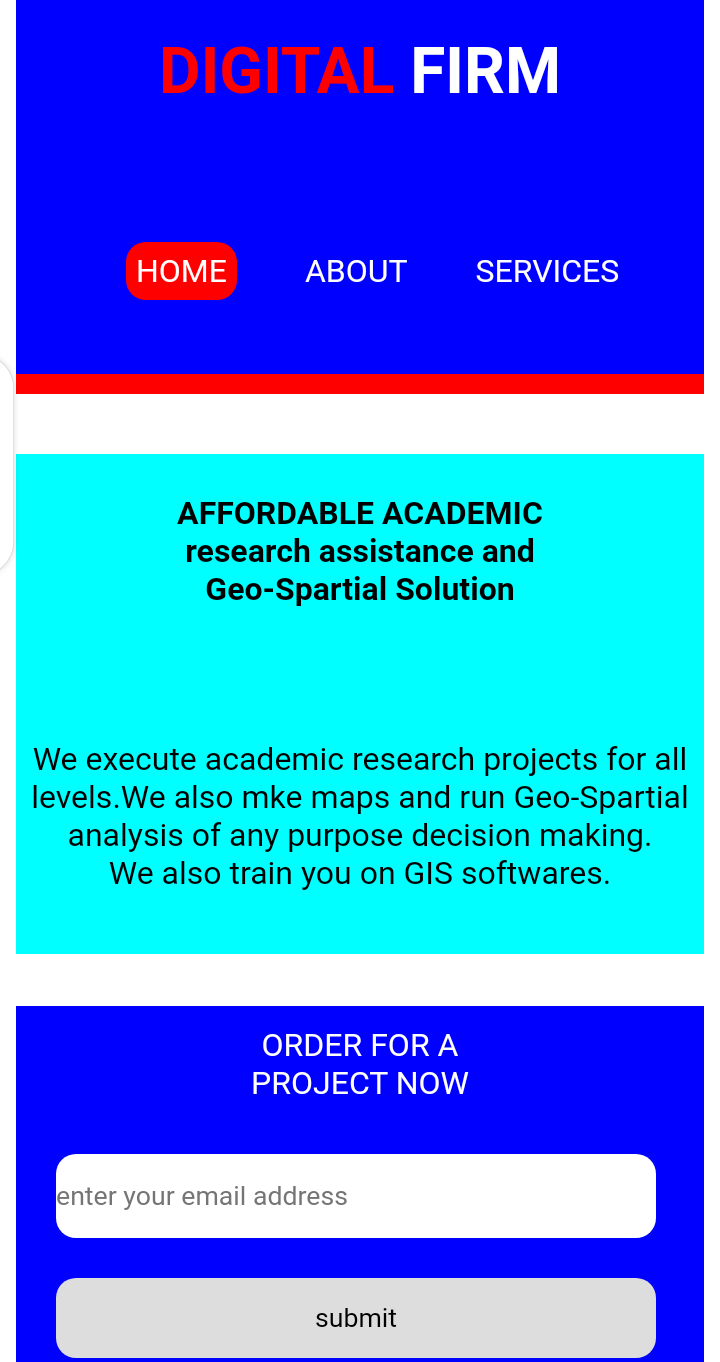 DIGITAL FIRM
HOME ABOUT SERVICES
AFFORDABLE ACADEMIC
research assistance and
Geo-Spartial Solution
We execute academic research projects for all
levels.We also mke maps and run Geo-Spartial
analysis of any purpose decision making.
We also train you on GIS softwares.
ORDER FOR A
PROJECT NOW
enter your email address
submit